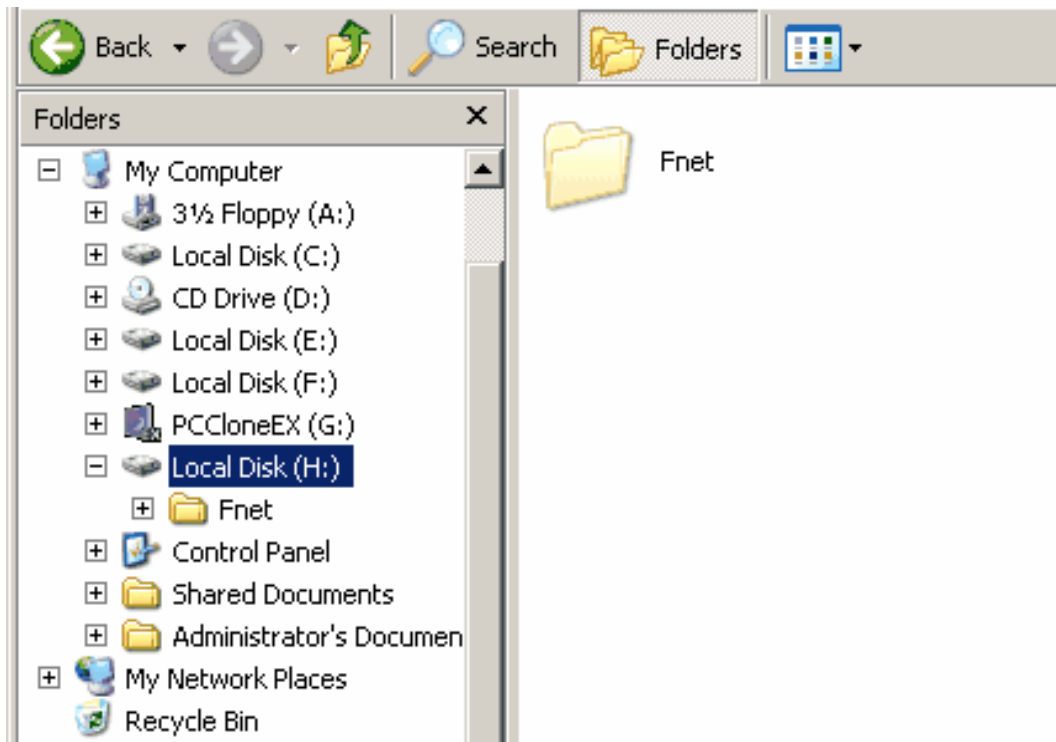 Back Search Folders
Folders
My Computer
3½ Floppy (A:)
Local Disk (C:)
CD Drive (D:)
Local Disk (E:)
Local Disk (F:)
PCCloneEX (G:)
Local Disk (H:)
Fnet
Control Panel
Shared Documents
Administrator's Documen
My Network Places
Recycle Bin
Fnet